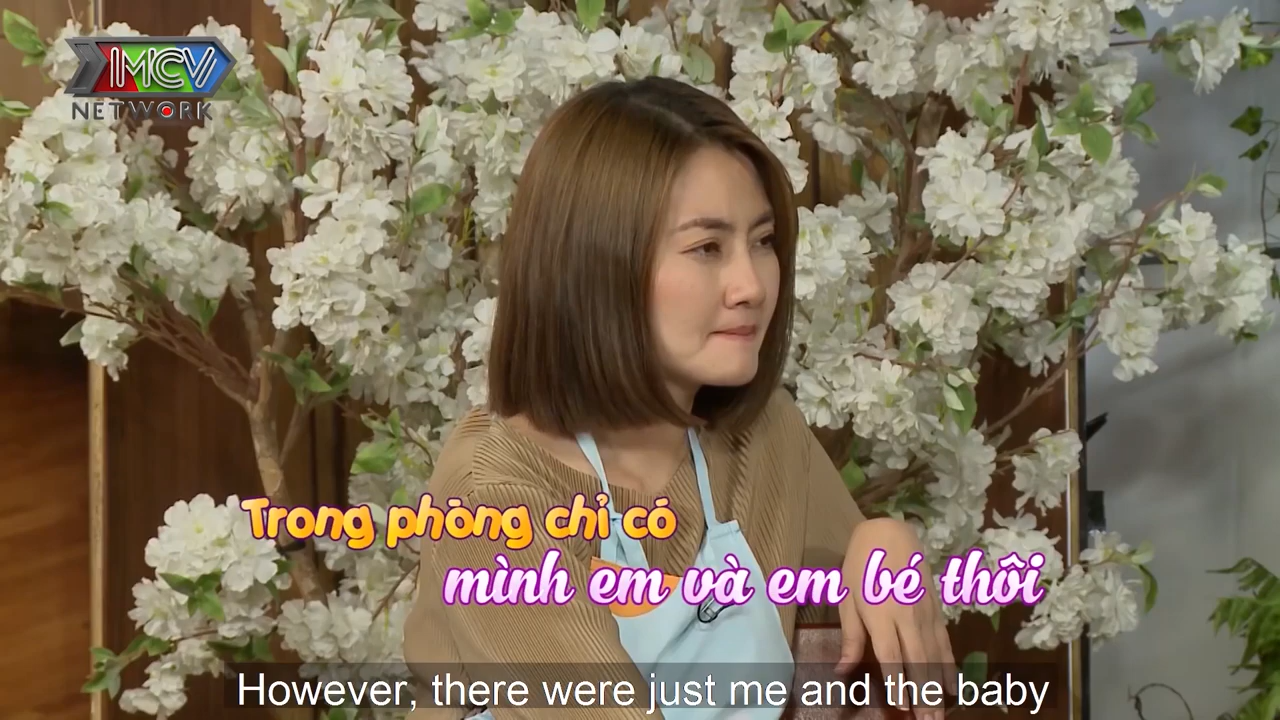 MCV
NETWORK
Trong phòng chỉ có
mình em và em bé thôi
However, there were just me and the baby